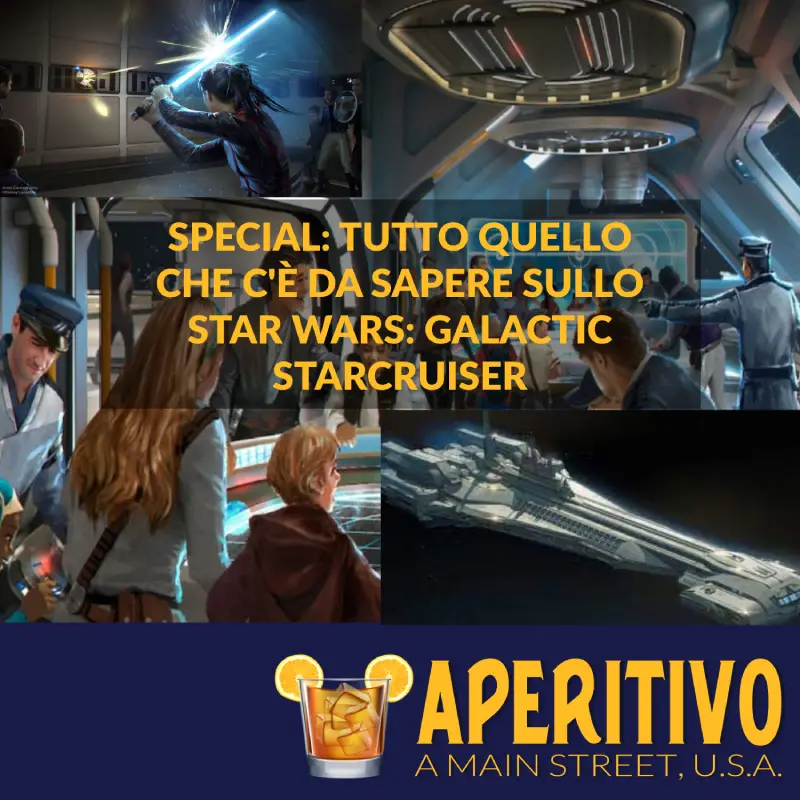 SPECIAL: TUTTO QUELLO
CHE C'È DA SAPERE SULLO
STAR WARS: GALACTIC
STARCRUISER
APERITIVO
A MAIN STREET, U.S.A.